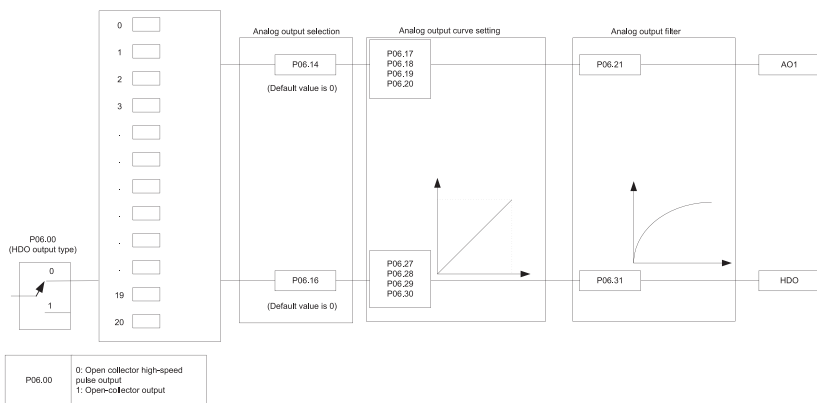 Analog output selection
Analog output curve setting
Analog output filter
0
1
2
3
.
.
.
.
.
.
19
20
P06.14
(Default value is 0)
P06.17
P06.18
P06.19
P06.20
P06.21
AO1
P06.00
(HDO output type)
0
1
P06.16
(Default value is 0)
P06.27
P06.28
P06.29
P06.30
P06.31
HDO
P06.00
0: Open collector high-speed
pulse output
1: Open-collector output